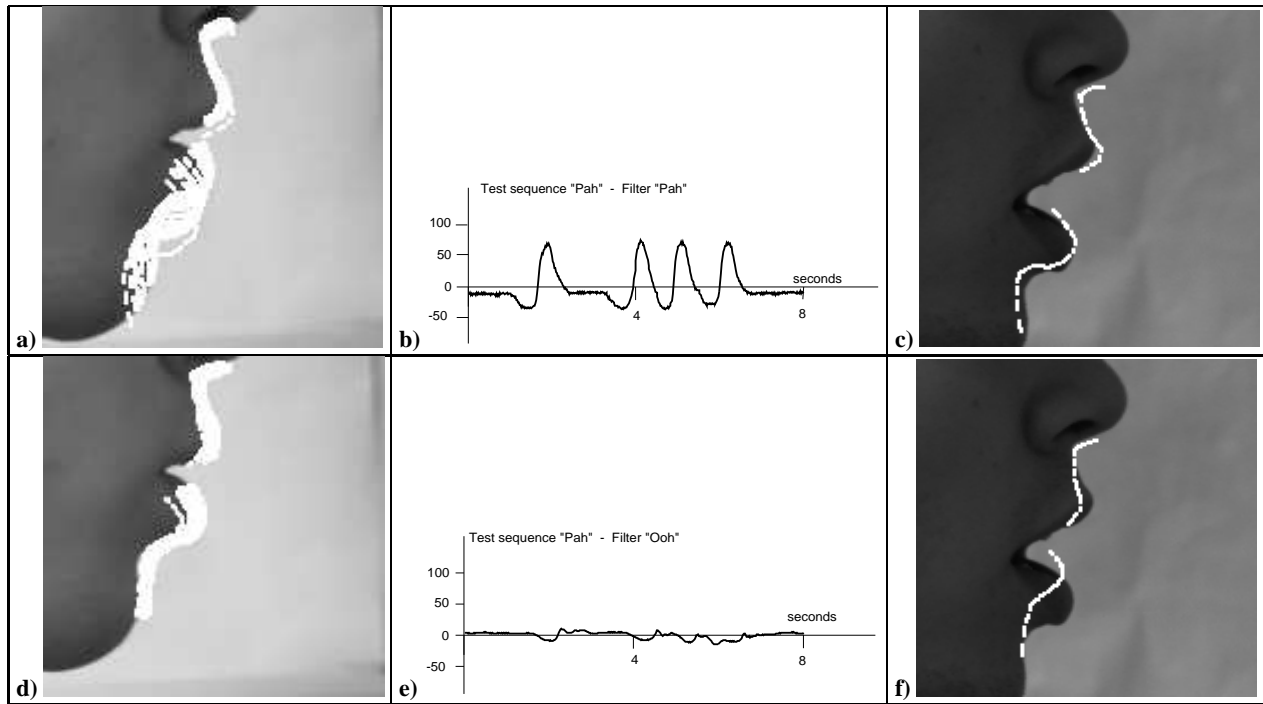 Test sequence "Pah" - Filter "Pah"
100
50
seconds
0
4
8
-50
a)
b)
c)
Test sequence "Pah" - Filter "Ooh"
100
50
seconds
0
4
8
-50
d)
e)
f)